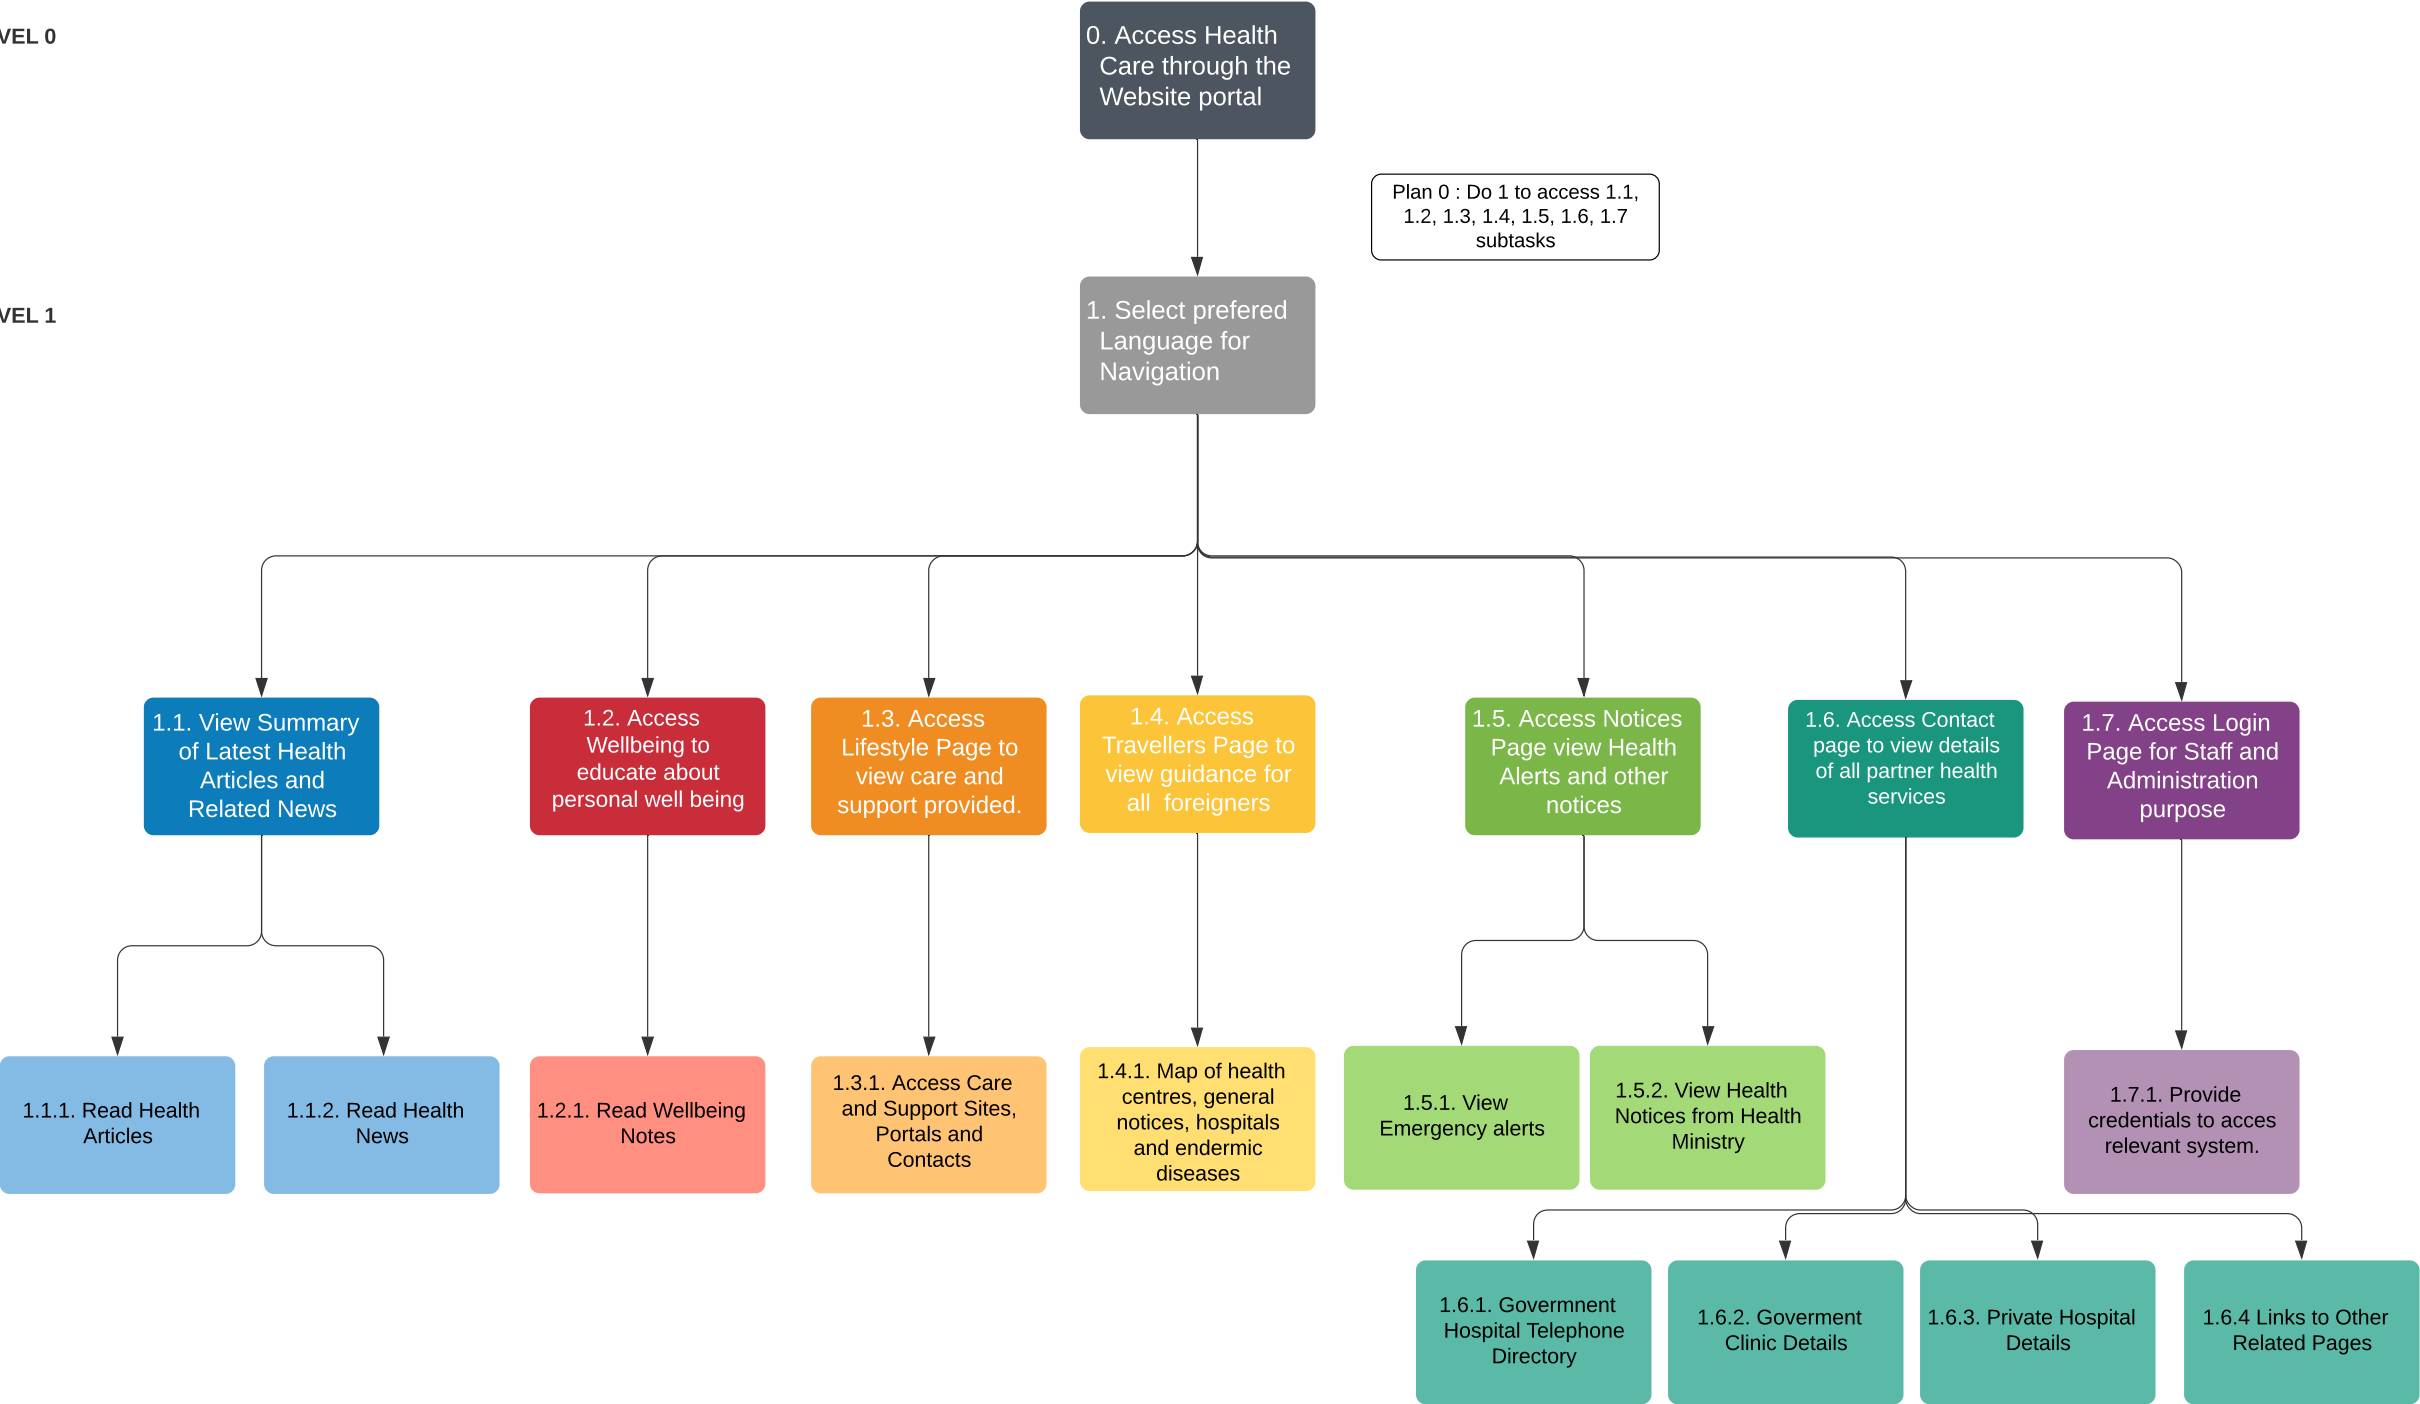 VEL 0
0. Access Health
Care through the
Website portal
Plan 0 : Do 1 to access 1.1,
1.2, 1.3, 1.4, 1.5, 1.6, 1.7
subtasks
VEL 1
1. Select prefered
Language for
Navigation
1.1. View Summary
of Latest Health
Articles and
Related News
1.2. Access
Wellbeing to
educate about
personal well being
1.3. Access
Lifestyle Page to
view care and
support provided.
1.4. Access
Travellers Page to
view guidance for
all  foreigners
1.5. Access Notices
Page view Health
Alerts and other
notices
1.6. Access Contact
page to view details
of all partner health
services
1.7. Access Login
Page for Staff and
Administration
purpose
1.1.1. Read Health
Articles
1.1.2. Read Health
News
1.2.1. Read Wellbeing
Notes
1.3.1. Access Care
and Support Sites,
Portals and
Contacts
1.4.1. Map of health
centres, general
notices, hospitals
and endermic
diseases
1.5.1. View
Emergency alerts
1.5.2. View Health
Notices from Health
Ministry
1.7.1. Provide
credentials to acces
relevant system.
1.6.1. Govermnent
Hospital Telephone
Directory
1.6.2. Goverment
Clinic Details
1.6.3. Private Hospital
Details
1.6.4 Links to Other
Related Pages